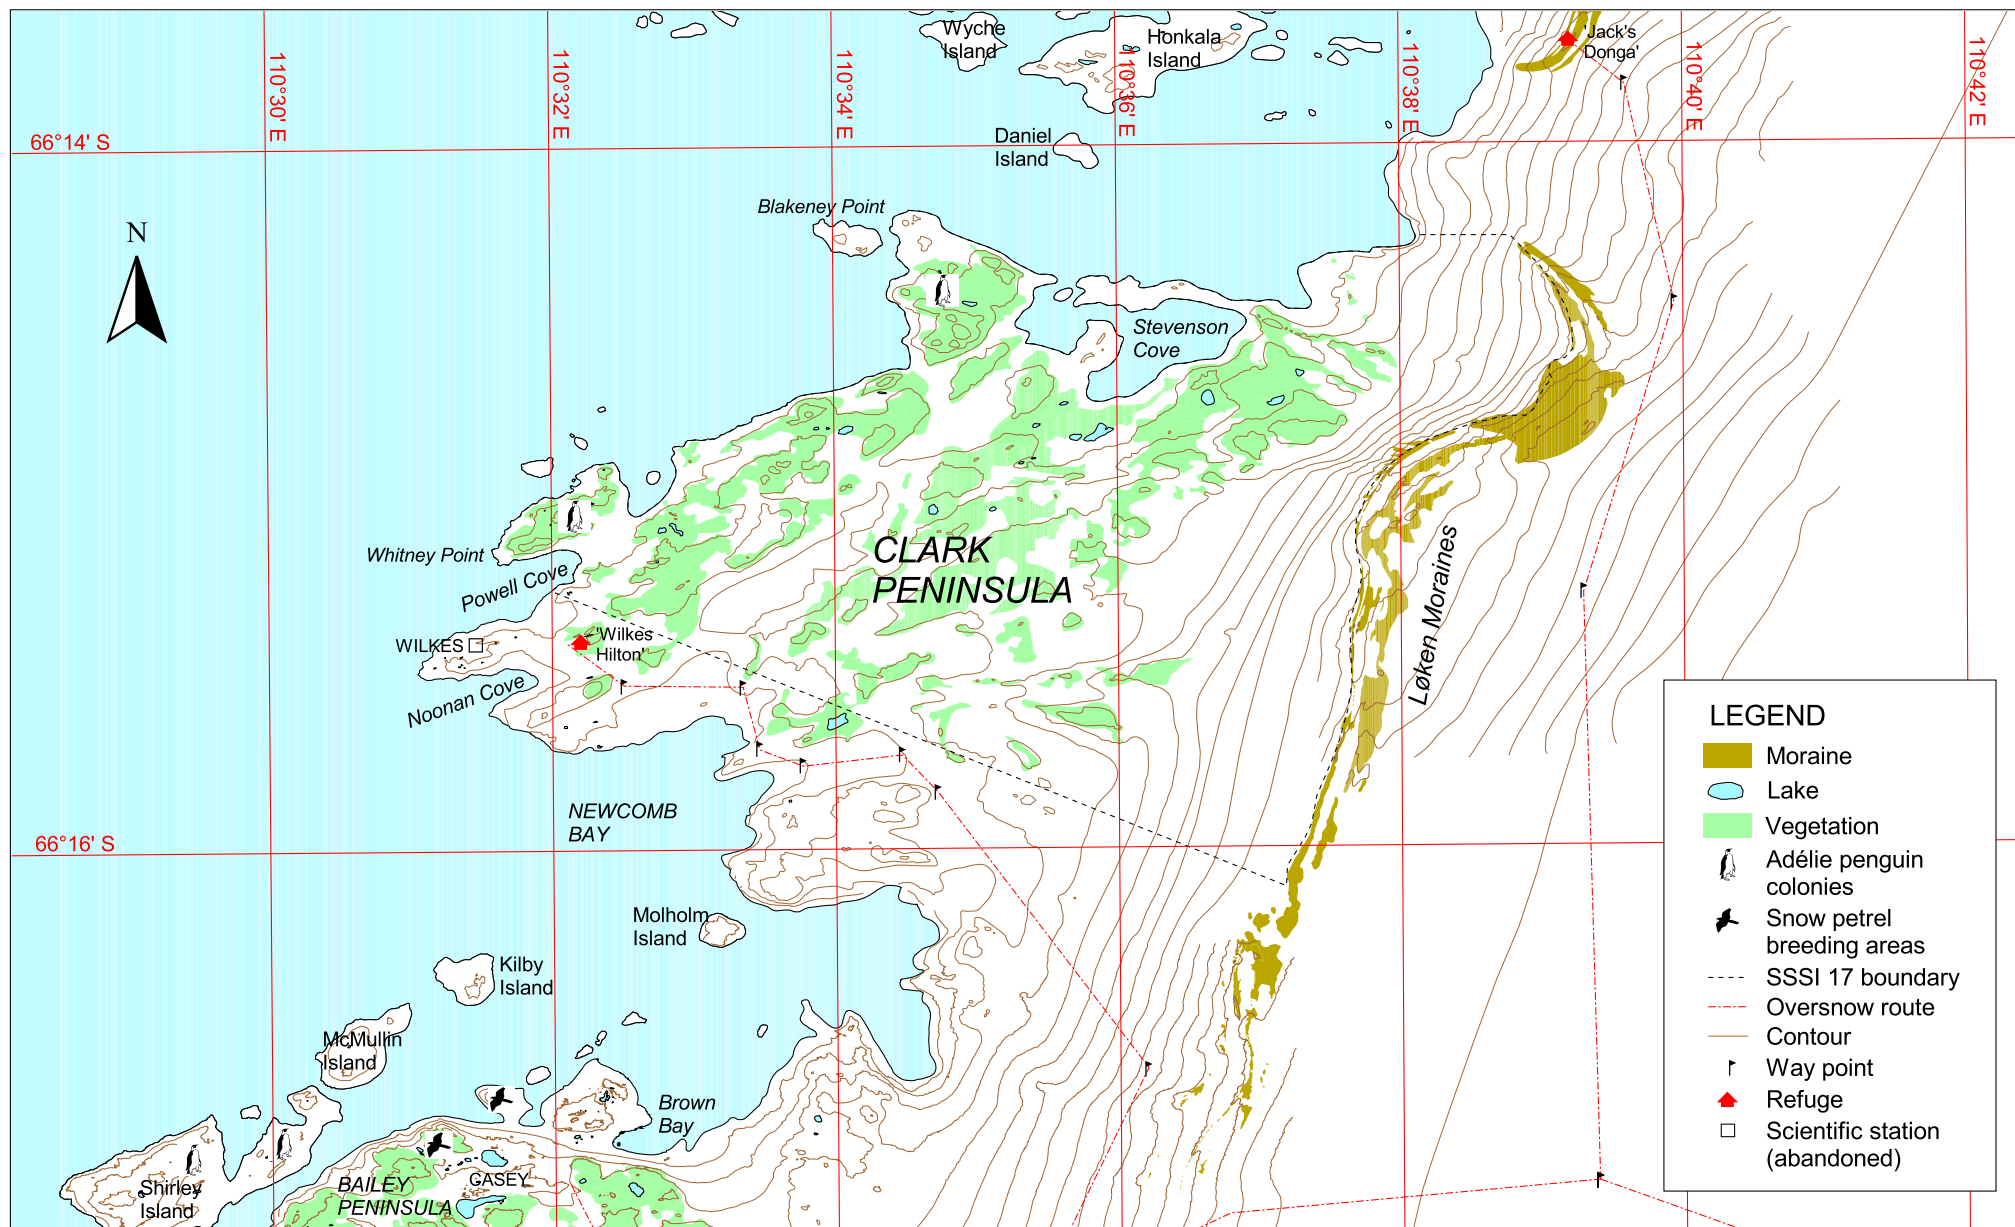 Wyche
Island
Honkala
Island
'Jack's
Donga'
110°30' E
110°32' E
110°34' E
110°36' E
110°38' E
110°40' E
110°42' E
66°14' S
Daniel
Island
Blakeney Point
N
Stevenson
Cove
CLARK
PENINSULA
Whitney Point
Powell Cove
WILKES
'Wilkes
Hilton'
Noonan Cove
Løken Moraines
NEWCOMB
BAY
66°16' S
Molholm
Island
Kilby
Island
McMullin
Island
Brown
Bay
Shirley
Island
BAILEY
PENINSULA
CASEY
LEGEND
Moraine
Lake
Vegetation
Adélie penguin
colonies
Snow petrel
breeding areas
SSSI 17 boundary
Oversnow route
Contour
Way point
Refuge
Scientific station
(abandoned)